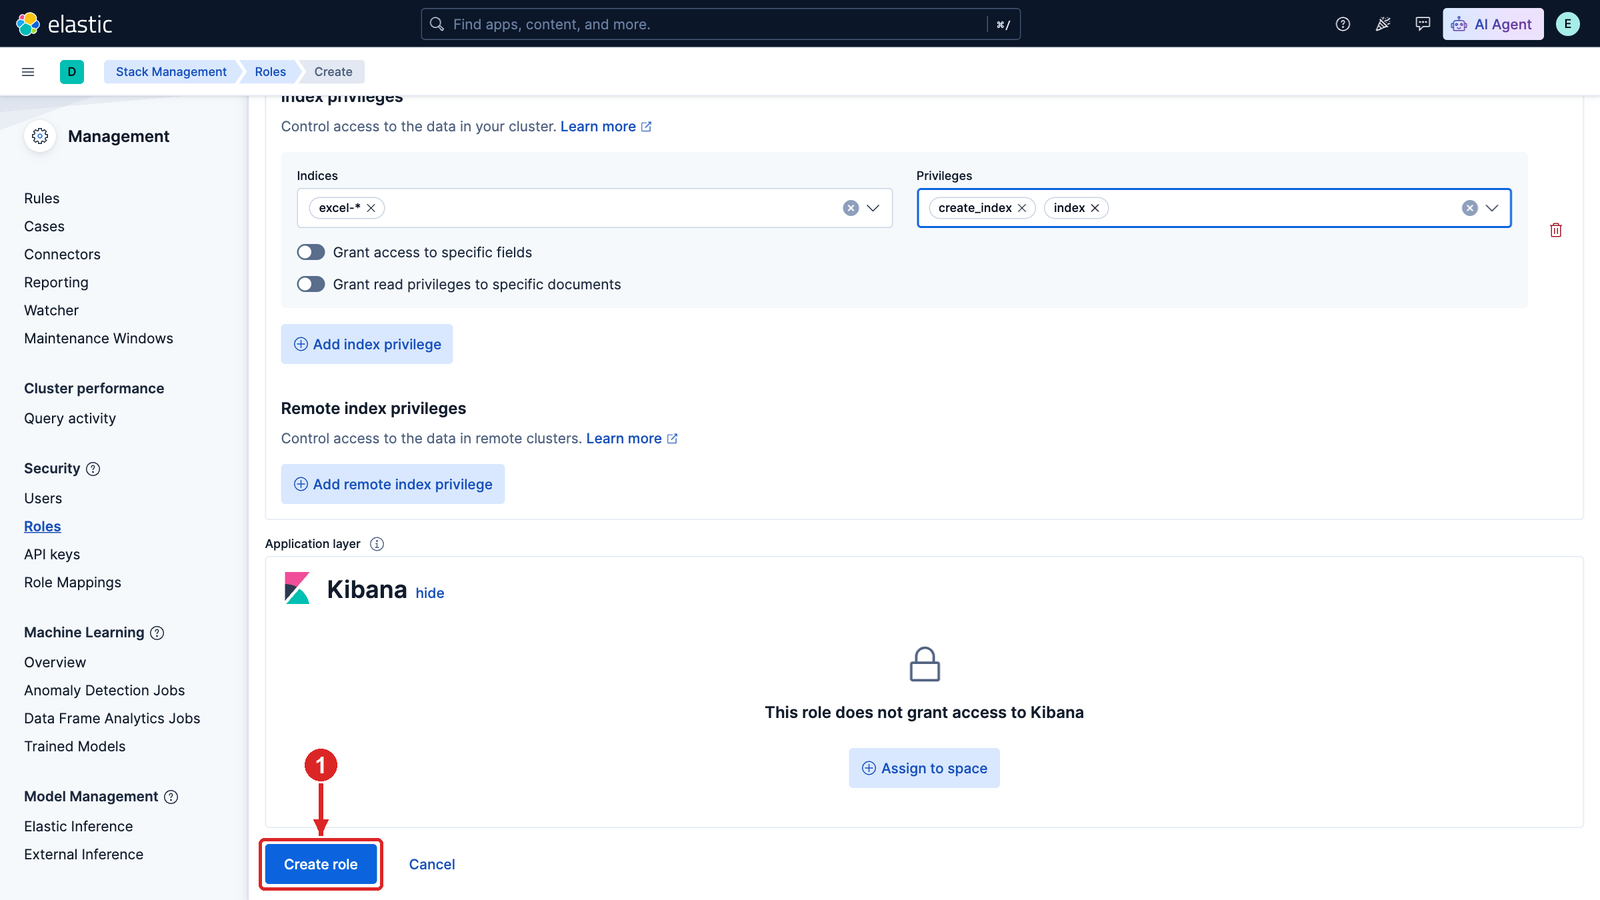 elastic
Find apps, content, and more.
⌘/
AI Agent
E
D
Stack Management
Roles
Create
Management
Rules
Cases
Connectors
Reporting
Watcher
Maintenance Windows
Cluster performance
Query activity
Security
Users
Roles
API keys
Role Mappings
Machine Learning
Overview
Anomaly Detection Jobs
Data Frame Analytics Jobs
Trained Models
Model Management
Elastic Inference
External Inference
Index privileges
Control access to the data in your cluster. Learn more
Indices
excel-*
Privileges
create_index
index
Grant access to specific fields
Grant read privileges to specific documents
Add index privilege
Remote index privileges
Control access to the data in remote clusters. Learn more
Add remote index privilege
Application layer
Kibana hide
This role does not grant access to Kibana
Assign to space
1
Create role
Cancel